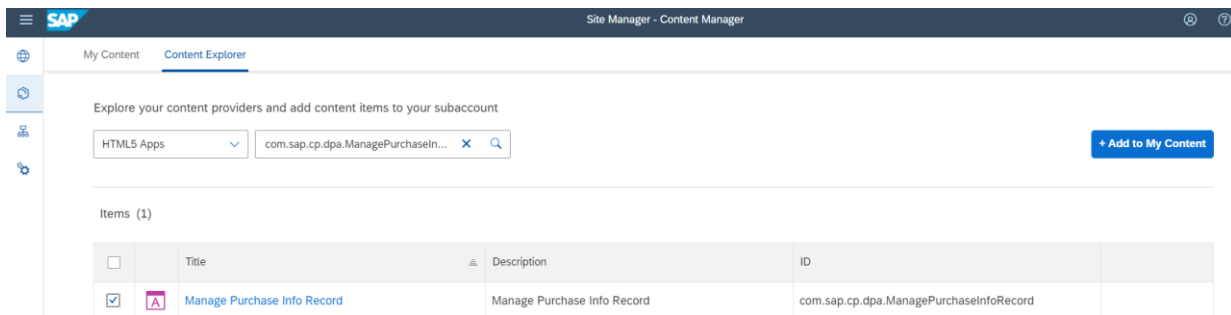 SAP
Site Manager - Content Manager
My Content Content Explorer
Explore your content providers and add content items to your subaccount
HTML5 Apps com.sap.cp.dpa.ManagePurchaseIn... + Add to My Content
Items (1)
Title Description ID
A Manage Purchase Info Record Manage Purchase Info Record com.sap.cp.dpa.ManagePurchaseInfoRecord